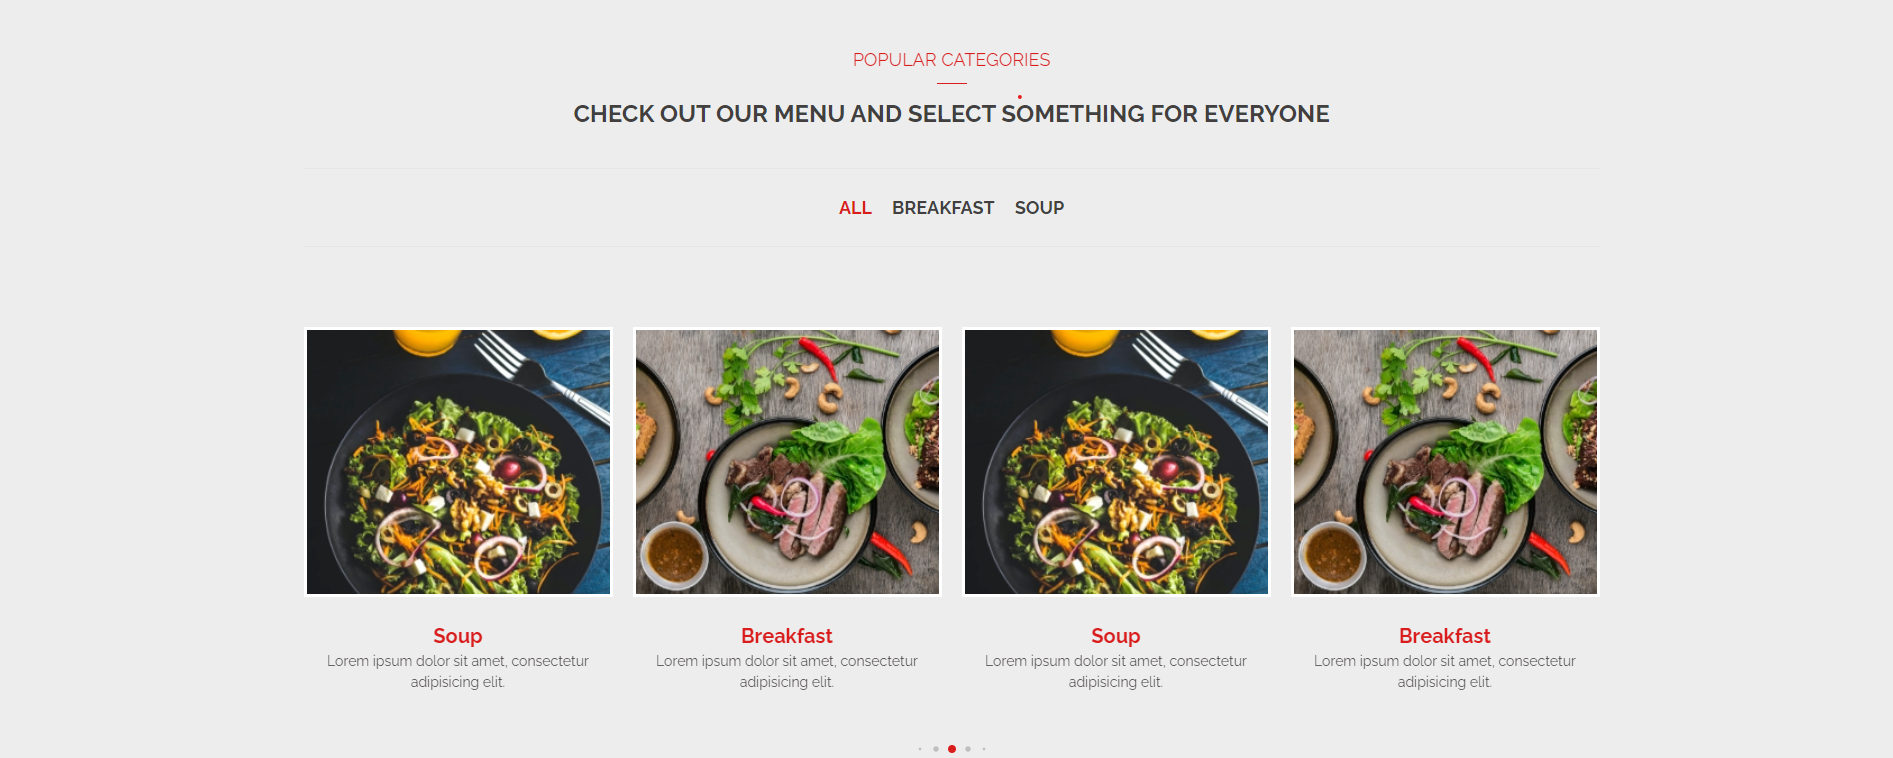 POPULAR CATEGORIES
CHECK OUT OUR MENU AND SELECT SOMETHING FOR EVERYONE
ALL BREAKFAST SOUP
Soup
Lorem ipsum dolor sit amet, consectetur
adipisicing elit.
Breakfast
Lorem ipsum dolor sit amet, consectetur
adipisicing elit.
Soup
Lorem ipsum dolor sit amet, consectetur
adipisicing elit.
Breakfast
Lorem ipsum dolor sit amet, consectetur
adipisicing elit.